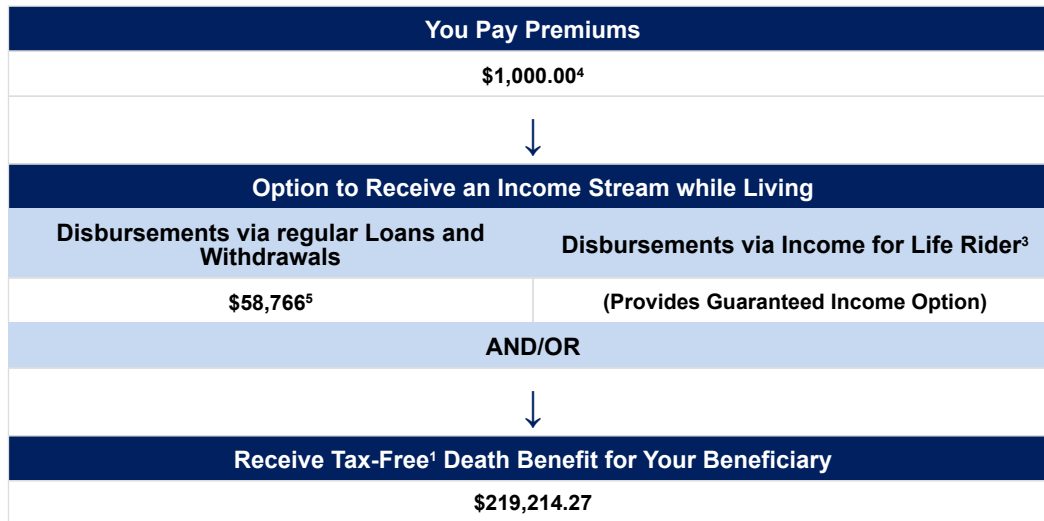 You Pay Premiums
$1,000.00⁴
↓
Option to Receive an Income Stream while Living
Disbursements via regular Loans and
Withdrawals
Disbursements via Income for Life Rider³
$58,766⁵
(Provides Guaranteed Income Option)
AND/OR
↓
Receive Tax-Free¹ Death Benefit for Your Beneficiary
$219,214.27